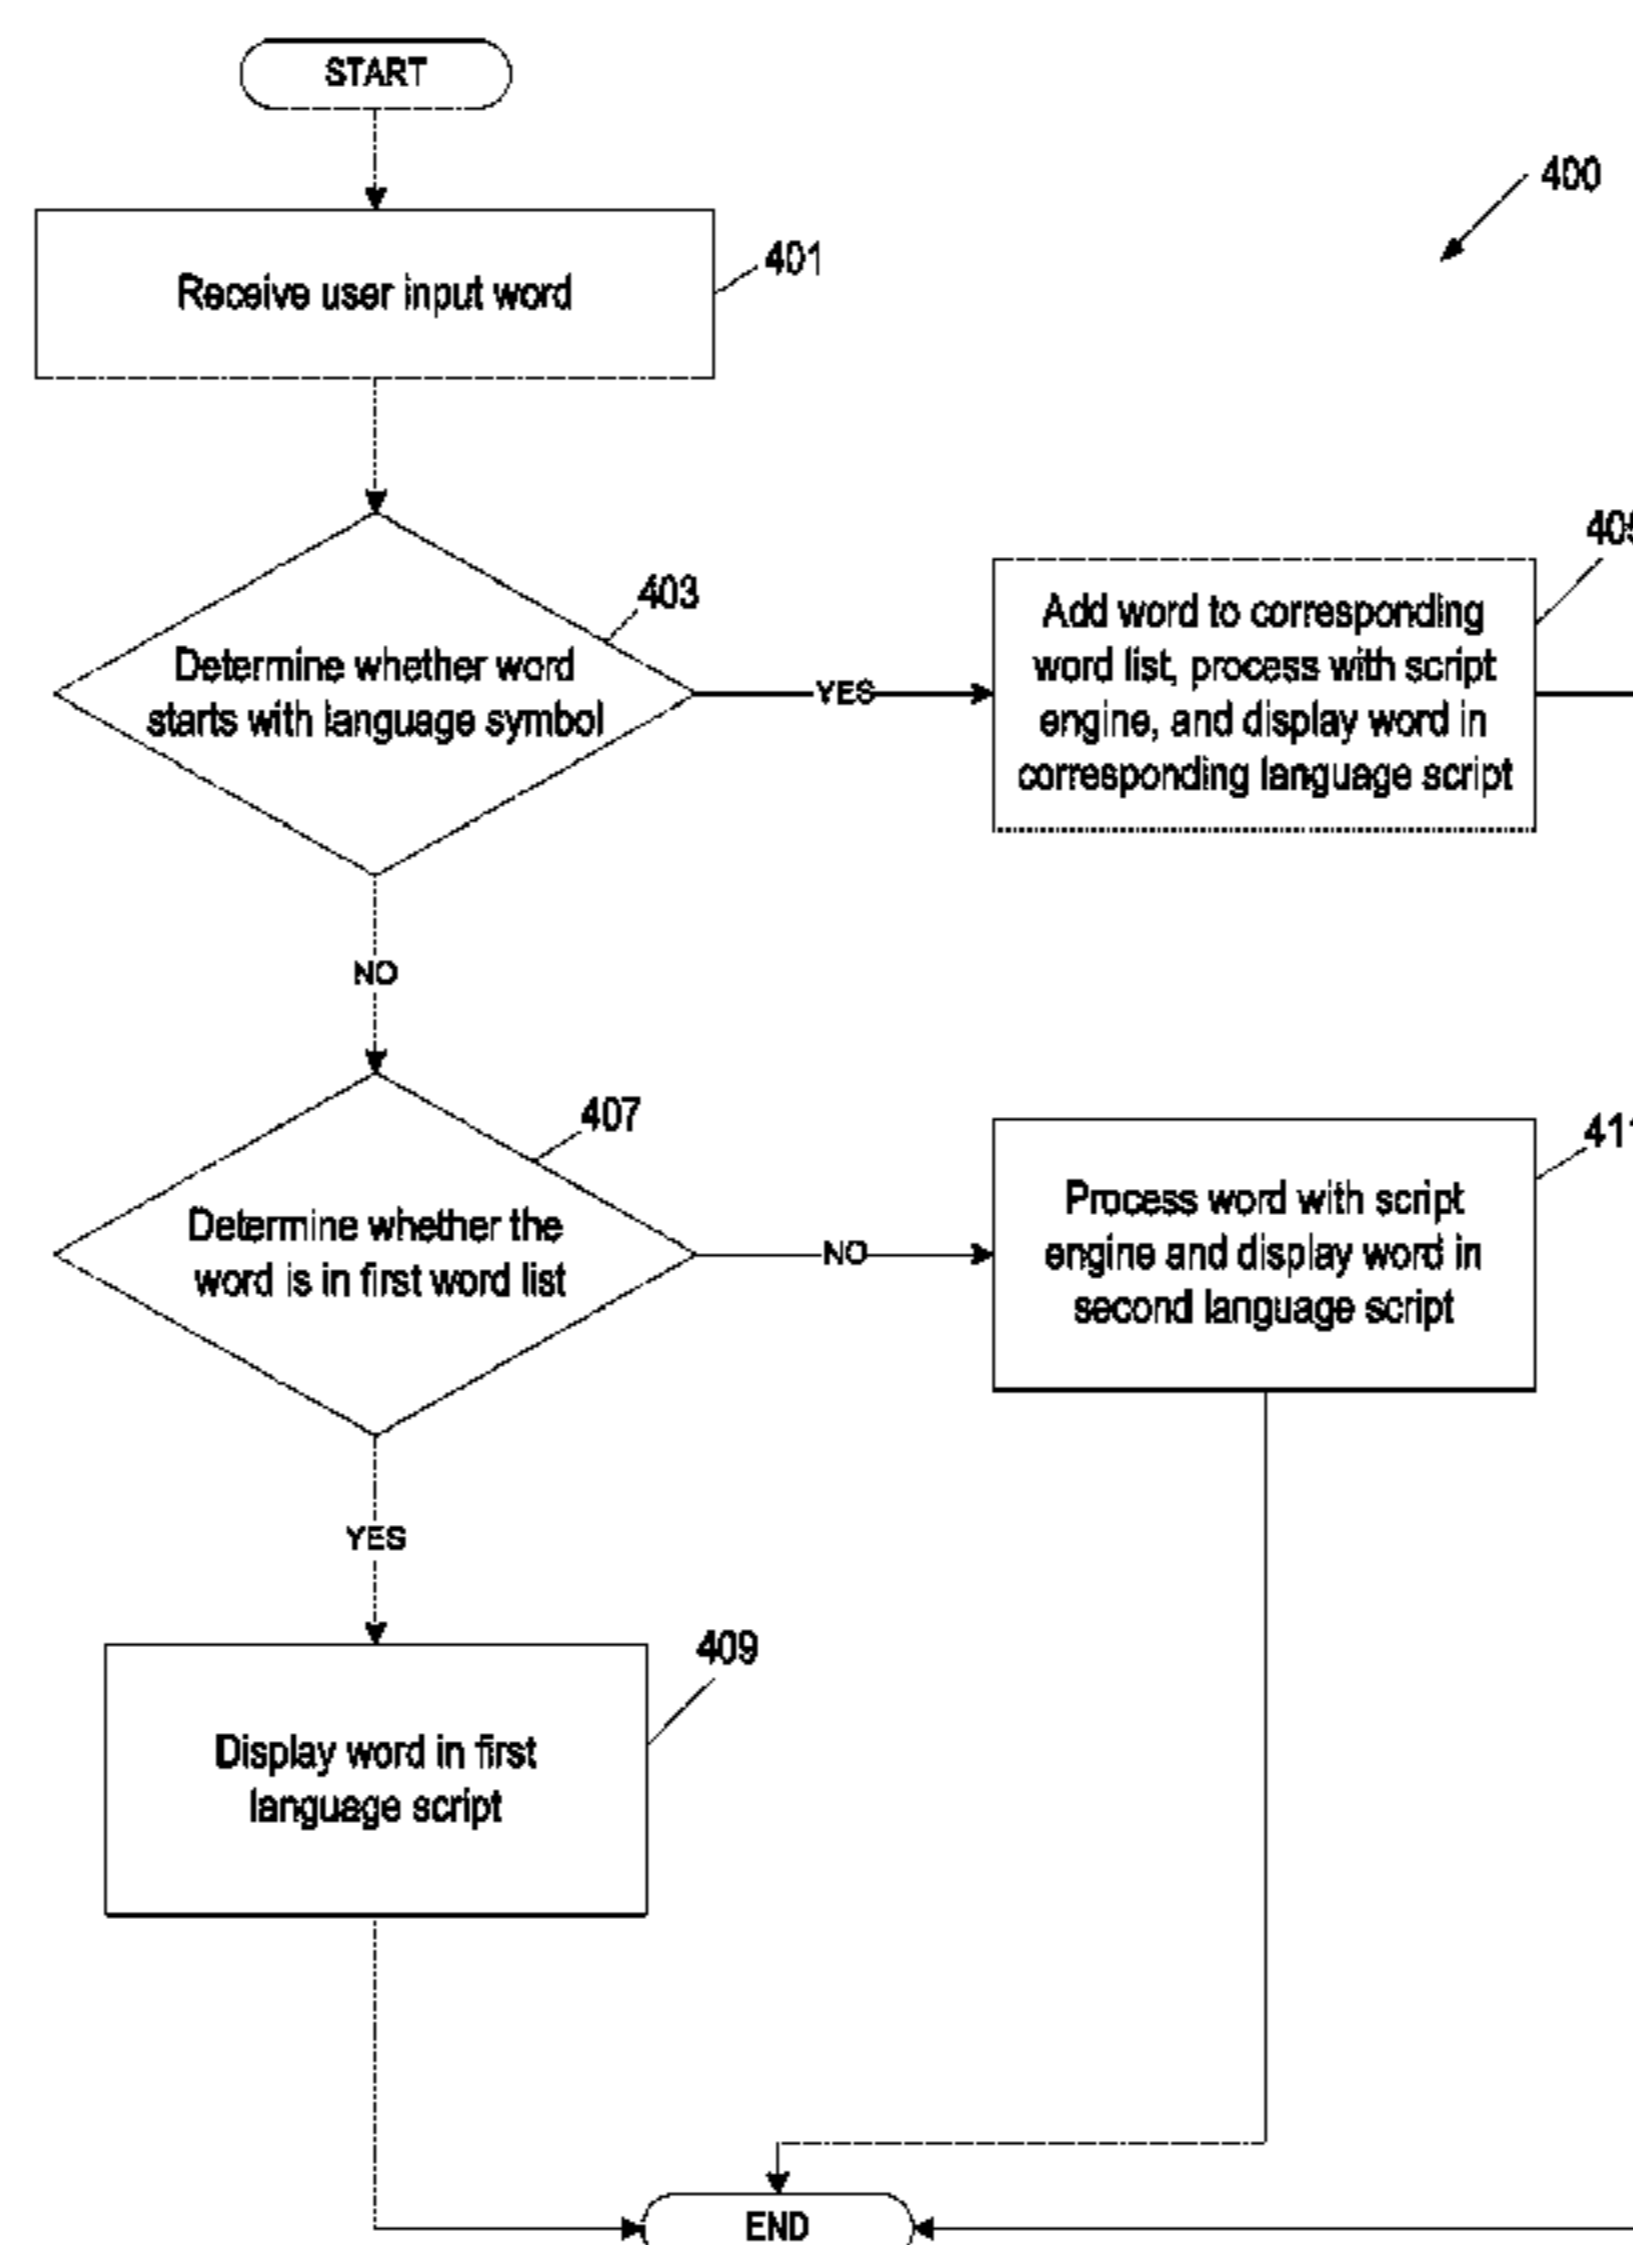 START
400
401
Receive user input word
403
Determine whether word
starts with language symbol
YES
Add word to corresponding
word list, process with script
engine, and display word in
corresponding language script
NO
407
Determine whether the
word is in first word list
NO
Process word with script
engine and display word in
second language script
YES
409
Display word in first
language script
END